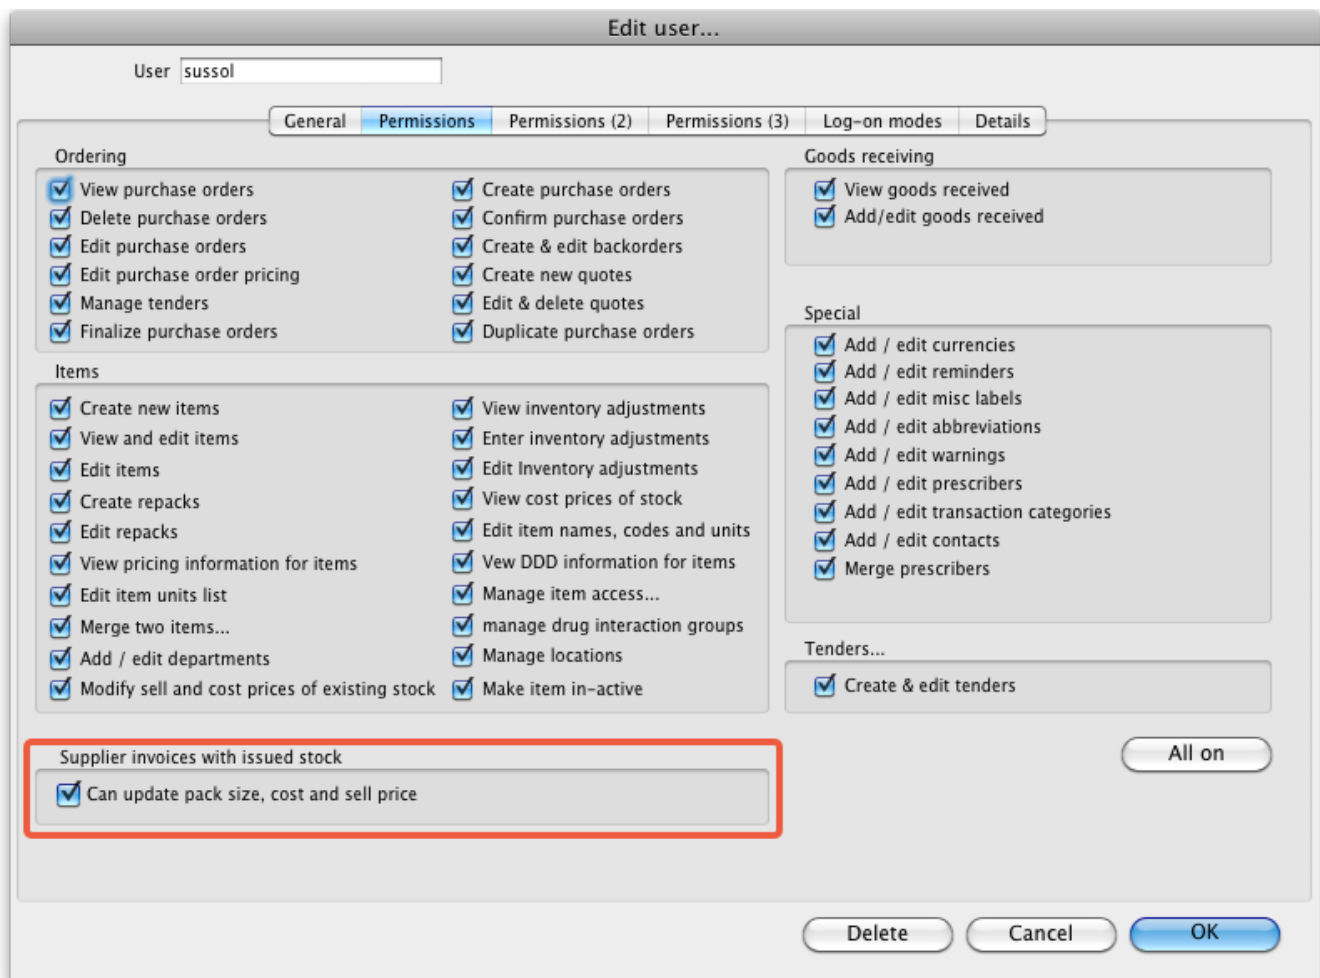 Edit user...
User sussol
General Permissions Permissions (2) Permissions (3) Log-on modes Details
Ordering
View purchase orders
Delete purchase orders
Edit purchase orders
Edit purchase order pricing
Manage tenders
Finalize purchase orders
Create purchase orders
Confirm purchase orders
Create & edit backorders
Create new quotes
Edit & delete quotes
Duplicate purchase orders
Goods receiving
View goods received
Add/edit goods received
Items
Create new items
View and edit items
Edit items
Create repacks
Edit repacks
View pricing information for items
Edit item units list
Merge two items...
Add / edit departments
Modify sell and cost prices of existing stock
View inventory adjustments
Enter inventory adjustments
Edit Inventory adjustments
View cost prices of stock
Edit item names, codes and units
Vew DDD information for items
Manage item access...
manage drug interaction groups
Manage locations
Make item in-active
Special
Add / edit currencies
Add / edit reminders
Add / edit misc labels
Add / edit abbreviations
Add / edit warnings
Add / edit prescribers
Add / edit transaction categories
Add / edit contacts
Merge prescribers
Tenders...
Create & edit tenders
Supplier invoices with issued stock
Can update pack size, cost and sell price
All on
Delete Cancel OK